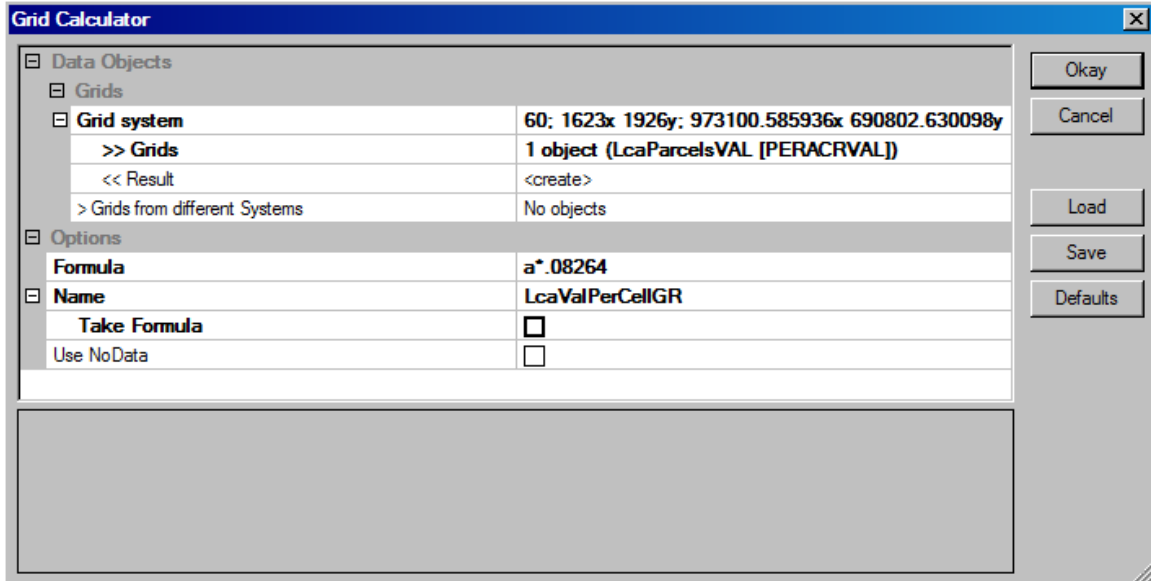 Grid Calculator
Data Objects
Grids
Grid system 60; 1623x 1926y; 973100.585936x 690802.630098y
>> Grids 1 object (LcaParcelsVAL [PERACRVAL])
<< Result <create>
> Grids from different Systems No objects
Options
Formula a*.08264
Name LcaValPerCellGR
Take Formula
Use NoData
Okay
Cancel
Load
Save
Defaults